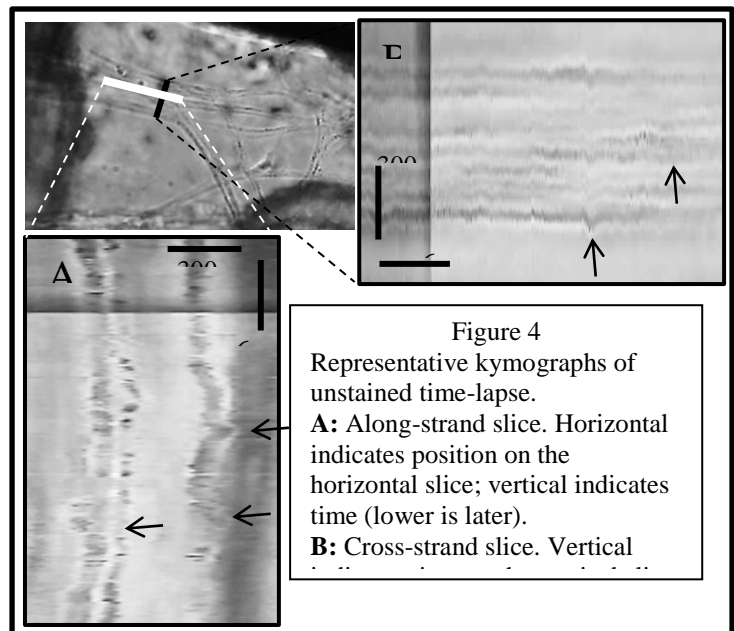 A
Figure 4
Representative kymographs of
unstained time-lapse.
A: Along-strand slice. Horizontal
indicates position on the
horizontal slice; vertical indicates
time (lower is later).
B: Cross-strand slice. Vertical